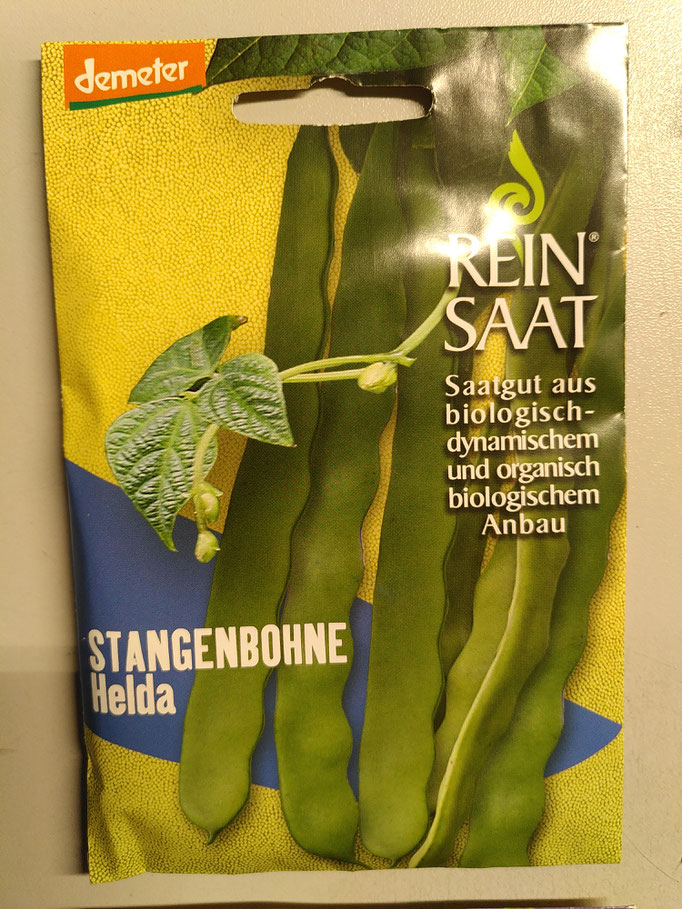 demeter
REIN®
SAAT
Saatgut aus
biologisch-
dynamischem
und organisch
biologischem
Anbau
STANGENBOHNE
Helda